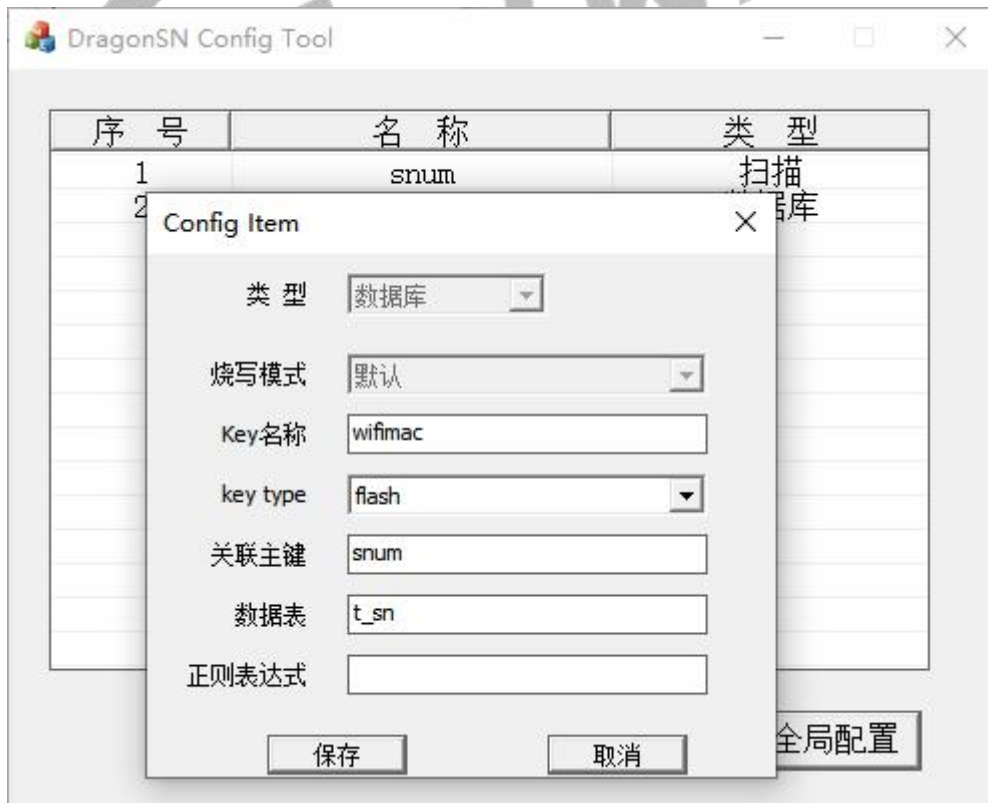 DragonSN Config Tool
序 号 名 称 类 型
1 snum 扫描
2 据库
Config Item
类 型 数据库
烧写模式 默认
Key名称 wifimac
key type flash
关联主键 snum
数据表 t_sn
正则表达式
保存 取消
全局配置